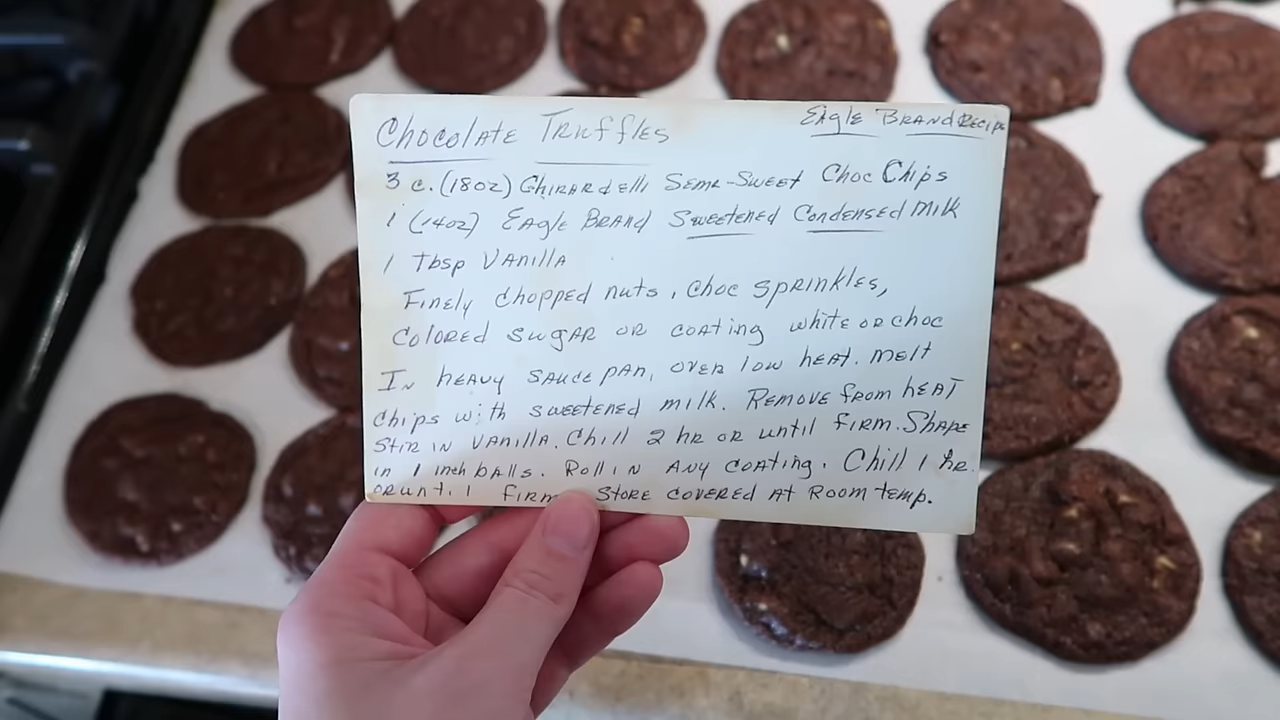 Chocolate Truffles
Eagle Brand Recipe
3 c. (18oz) Ghirardelli Semi-Sweet Choc Chips
1 (14oz) Eagle Brand Sweetened Condensed Milk
1 Tbsp Vanilla
Finely chopped nuts, choc sprinkles,
colored sugar or coating white or choc
In heavy sauce pan, over low heat. melt
chips with sweetened milk. Remove from heat
Stir in vanilla. Chill 2 hr or until firm. Shape
in 1 inch balls. Roll in any coating. Chill 1 hr.
or until firm Store covered at Room temp.